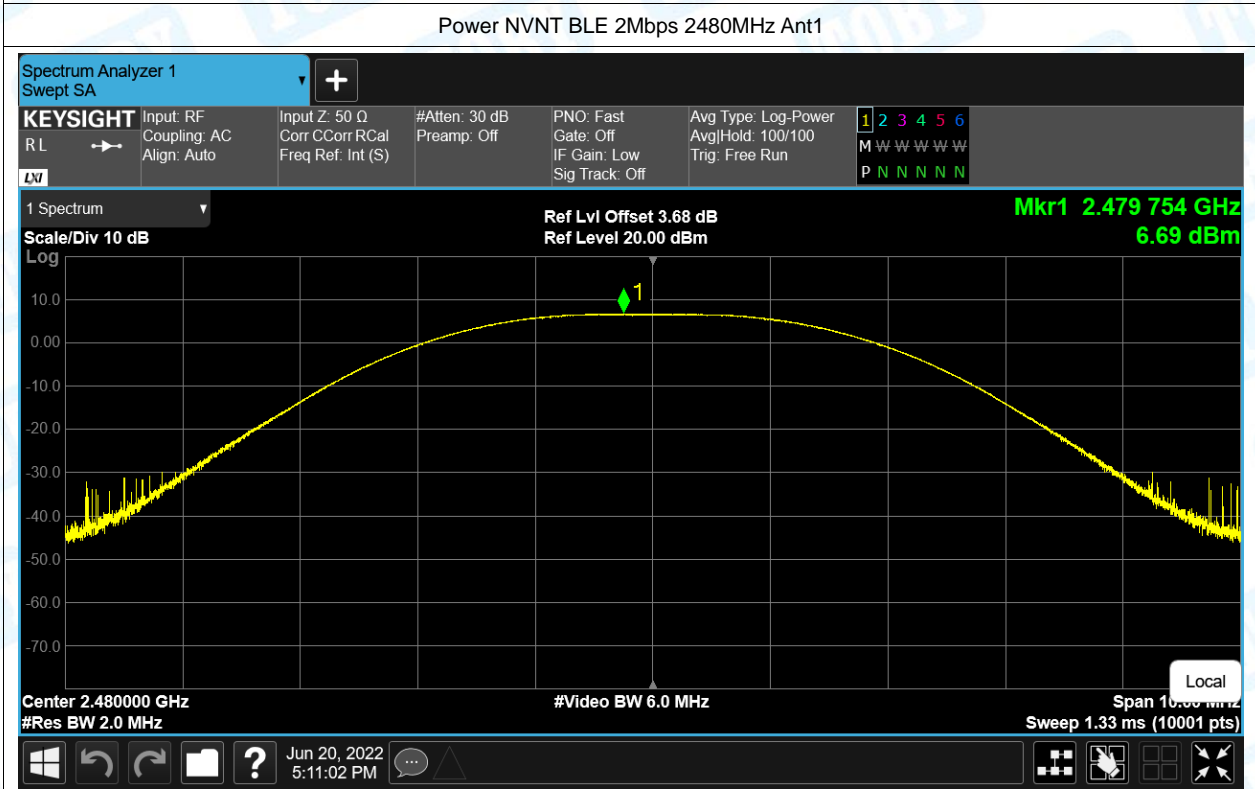 Power NVNT BLE 2Mbps 2480MHz Ant1
Spectrum Analyzer 1
Swept SA
KEYSIGHT
R L
LXI
Input: RF
Coupling: AC
Align: Auto
Input Z: 50 Ω
Corr CCorr RCal
Freq Ref: Int (S)
#Atten: 30 dB
Preamp: Off
PNO: Fast
Gate: Off
IF Gain: Low
Sig Track: Off
Avg Type: Log-Power
Avg|Hold: 100/100
Trig: Free Run
1 2 3 4 5 6
M W W W W W
P N N N N N
1 Spectrum
Scale/Div 10 dB
Ref Lvl Offset 3.68 dB
Ref Level 20.00 dBm
Mkr1 2.479 754 GHz
6.69 dBm
Log
1
10.0
0.00
-10.0
-20.0
-30.0
-40.0
-50.0
-60.0
-70.0
Local
Center 2.480000 GHz
#Video BW 6.0 MHz
Span 10.00 MHz
#Res BW 2.0 MHz
Sweep 1.33 ms (10001 pts)
?
Jun 20, 2022
5:11:02 PM